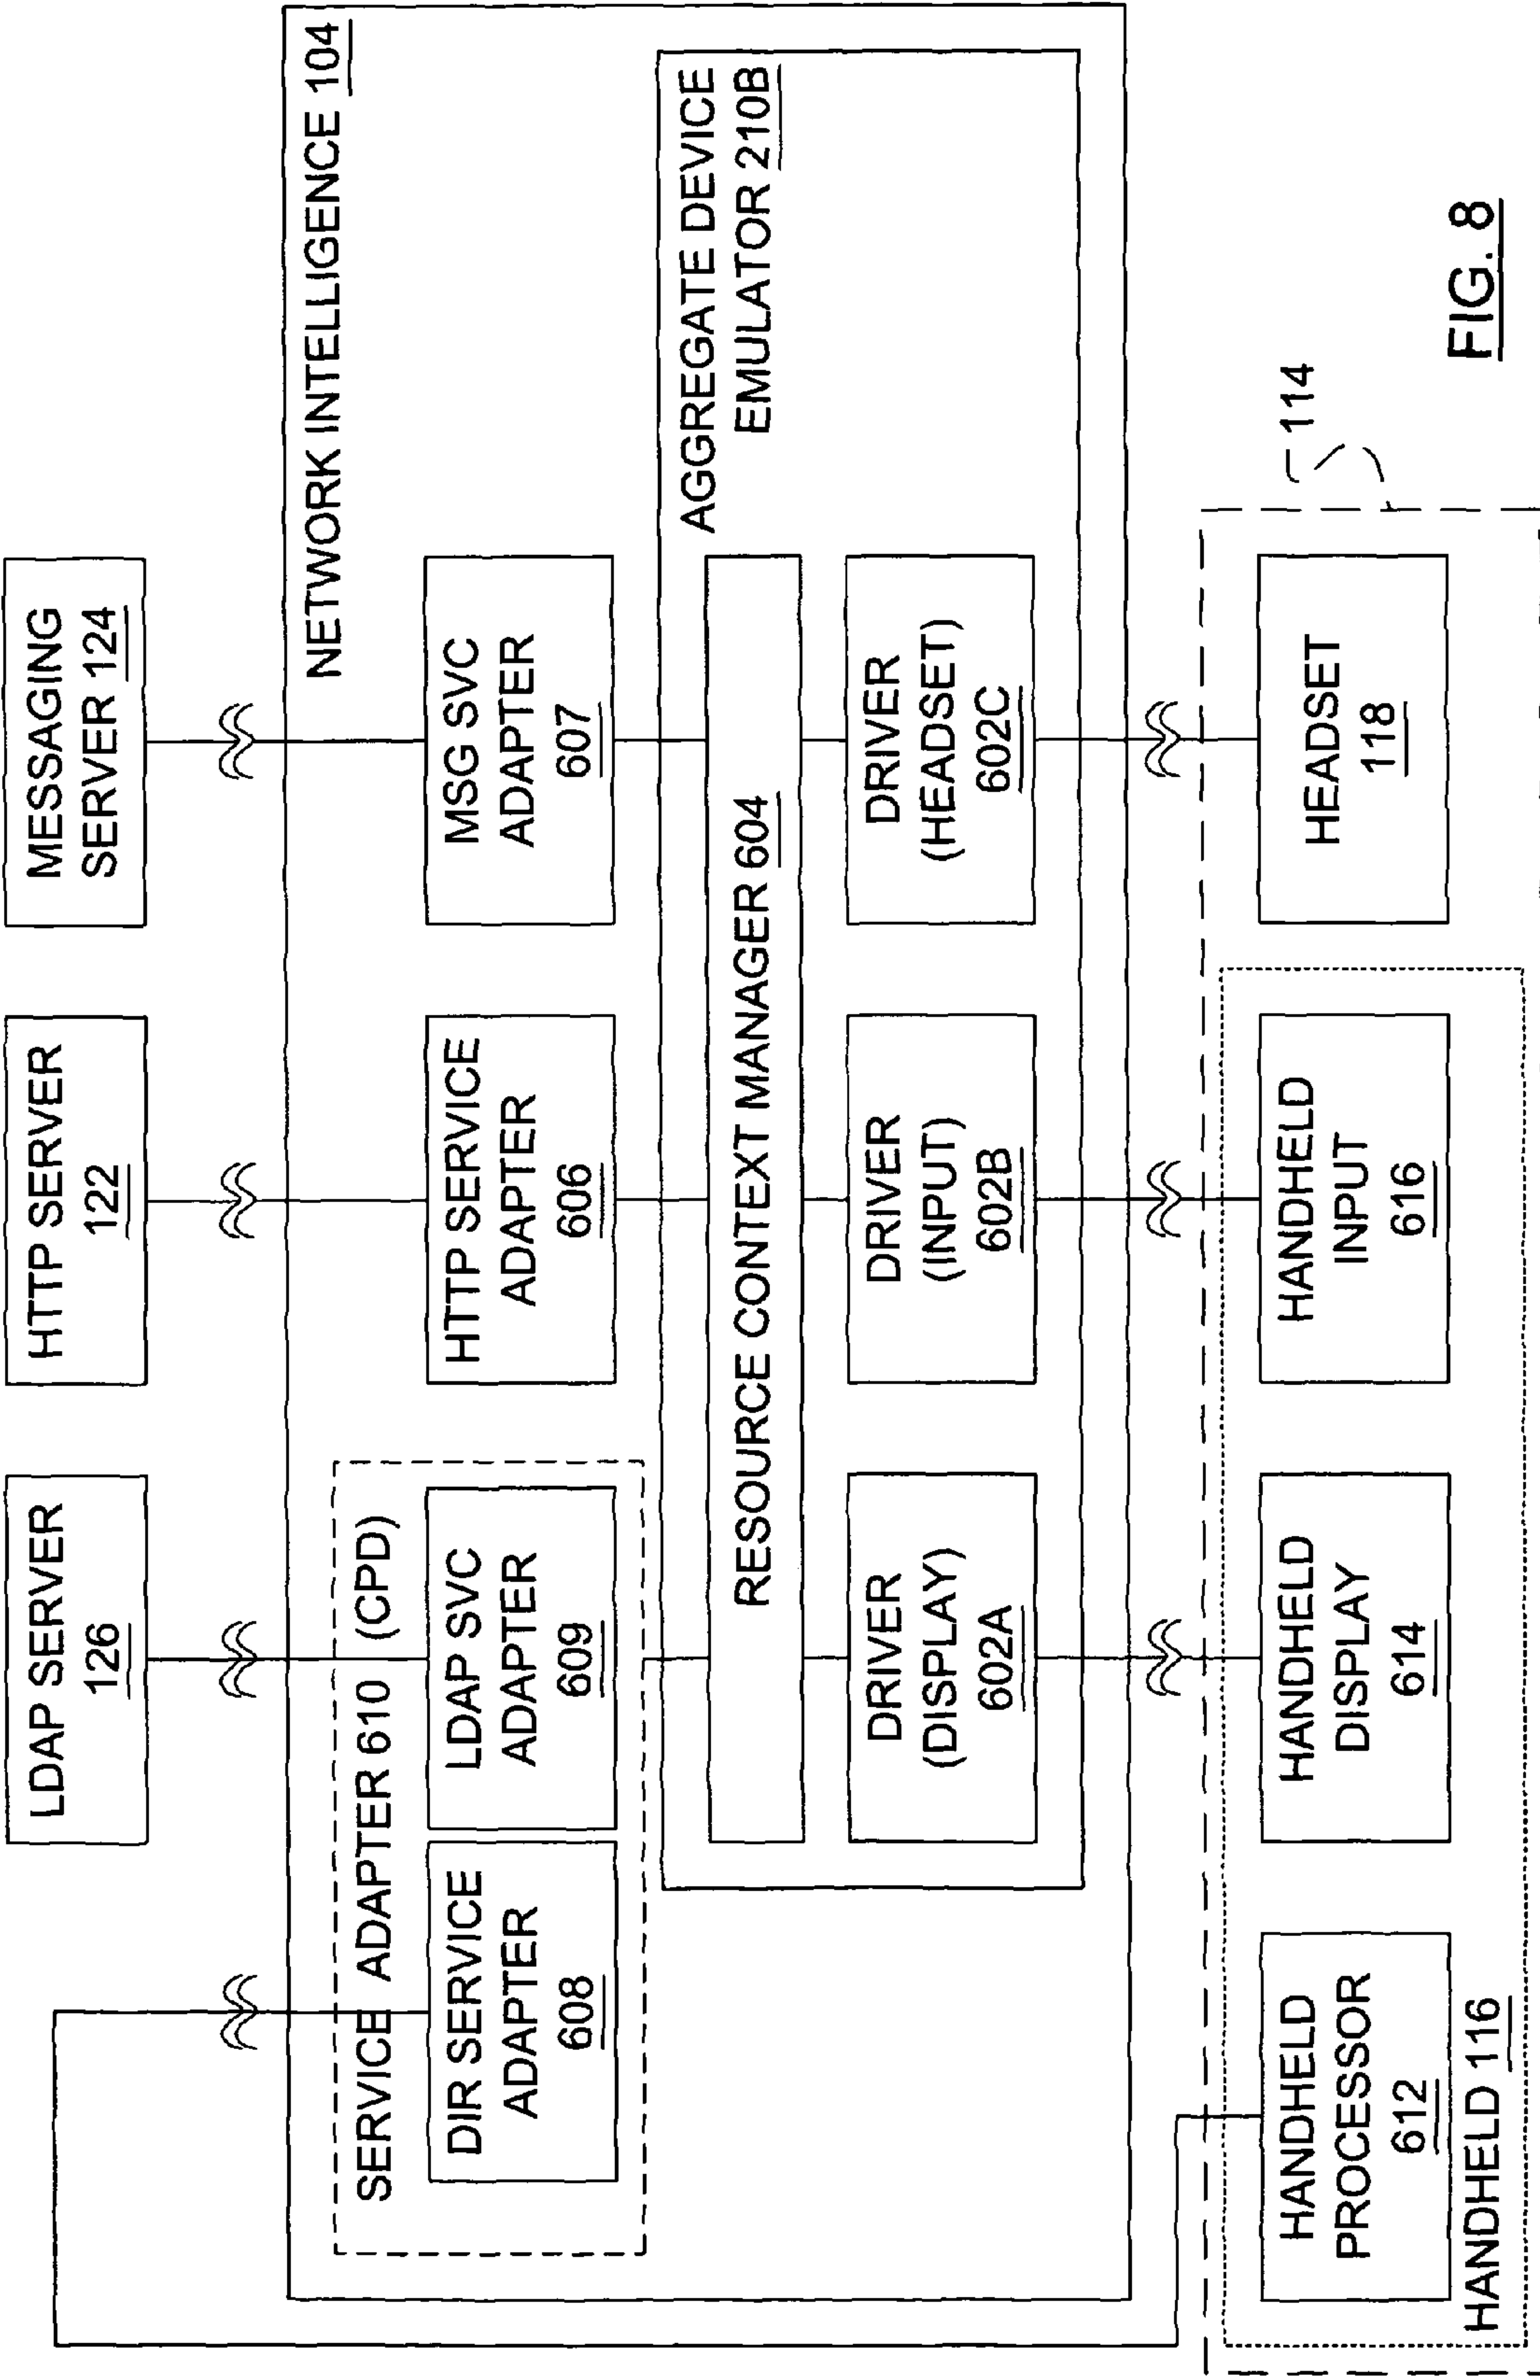 LDAP SERVER
126
HTTP SERVER
122
MESSAGING
SERVER 124
NETWORK INTELLIGENCE 104
SERVICE ADAPTER 610 (CPD)
DIR SERVICE
ADAPTER
608
LDAP SVC
ADAPTER
609
HTTP SERVICE
ADAPTER
606
MSG SVC
ADAPTER
607
AGGREGATE DEVICE
EMULATOR 210B
RESOURCE CONTEXT MANAGER 604
DRIVER
(DISPLAY)
602A
DRIVER
(INPUT)
602B
DRIVER
(HEADSET)
602C
114
HANDHELD
PROCESSOR
612
HANDHELD
DISPLAY
614
HANDHELD
INPUT
616
HEADSET
118
HANDHELD 116
FIG. 8